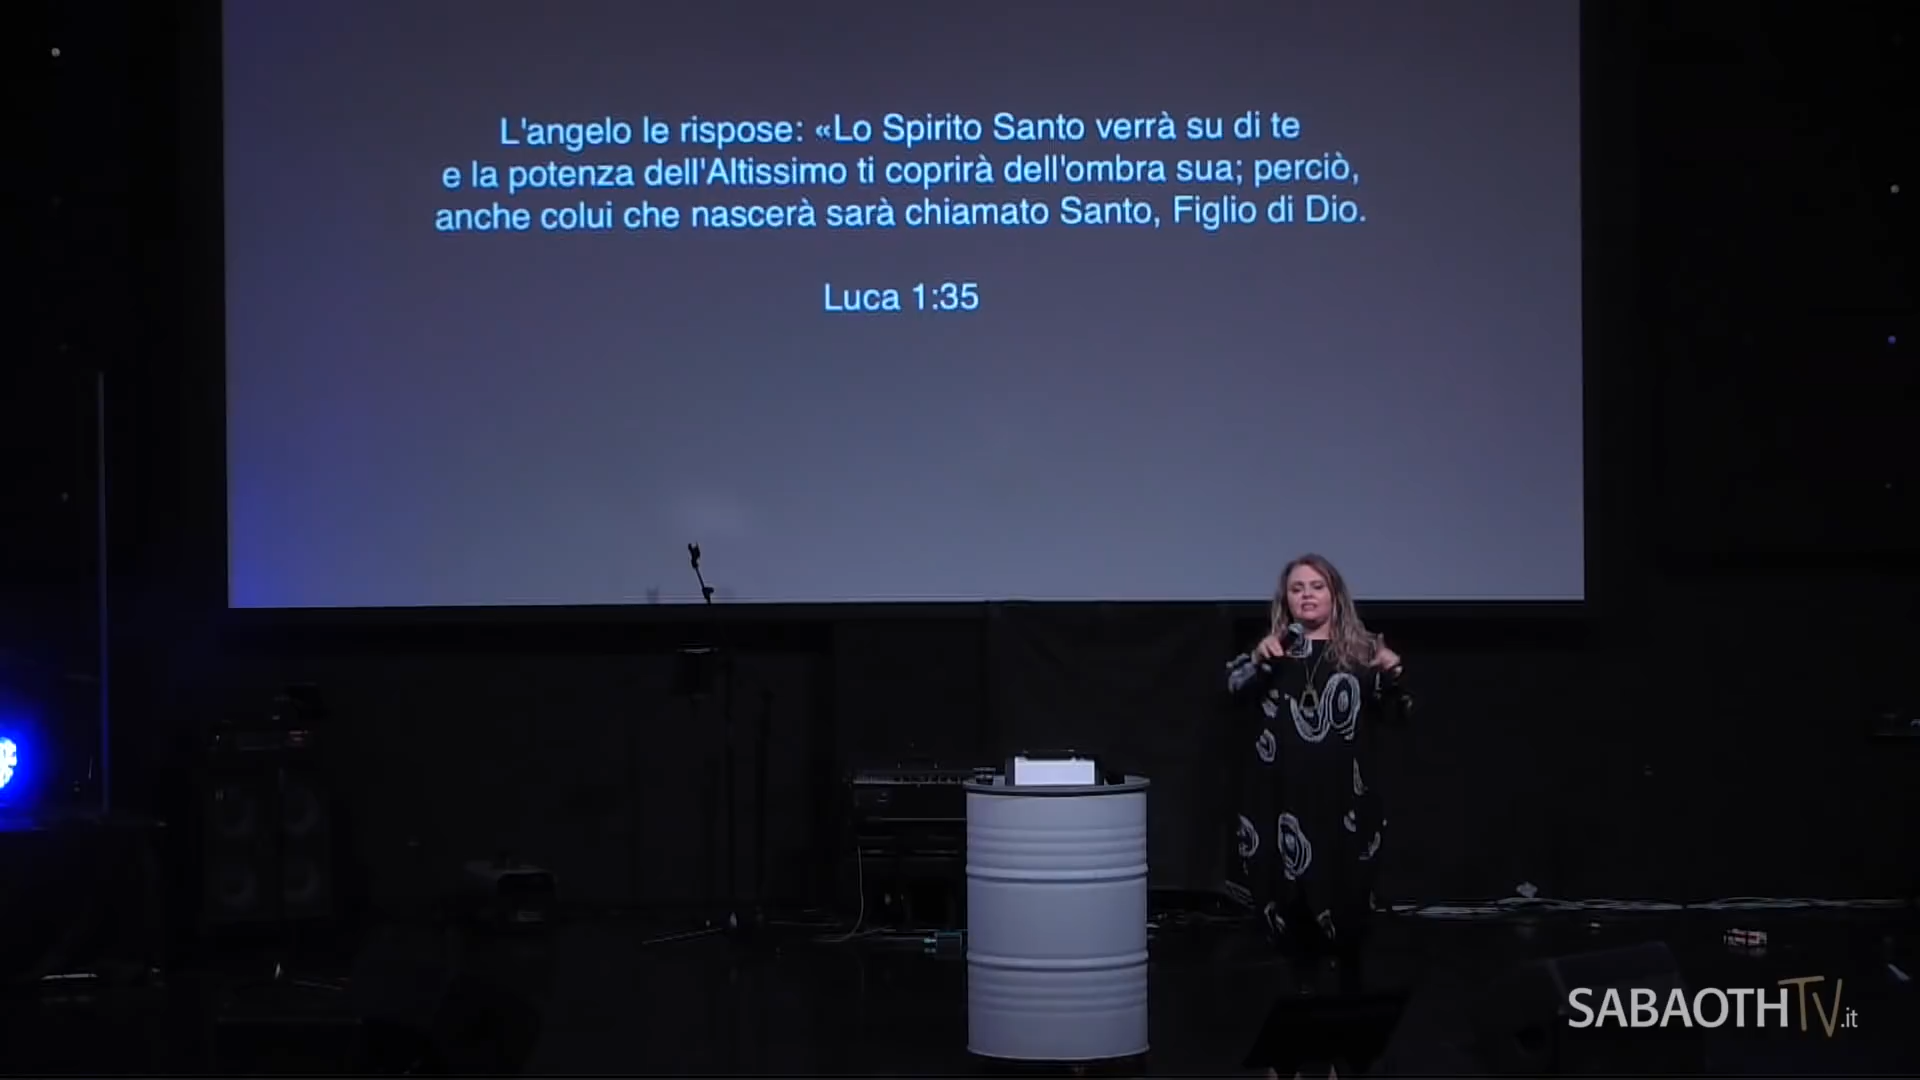 L'angelo le rispose: «Lo Spirito Santo verrà su di te
e la potenza dell'Altissimo ti coprirà dell'ombra sua; perciò,
anche colui che nascerà sarà chiamato Santo, Figlio di Dio.
Luca 1:35
SABAOTHTV.it